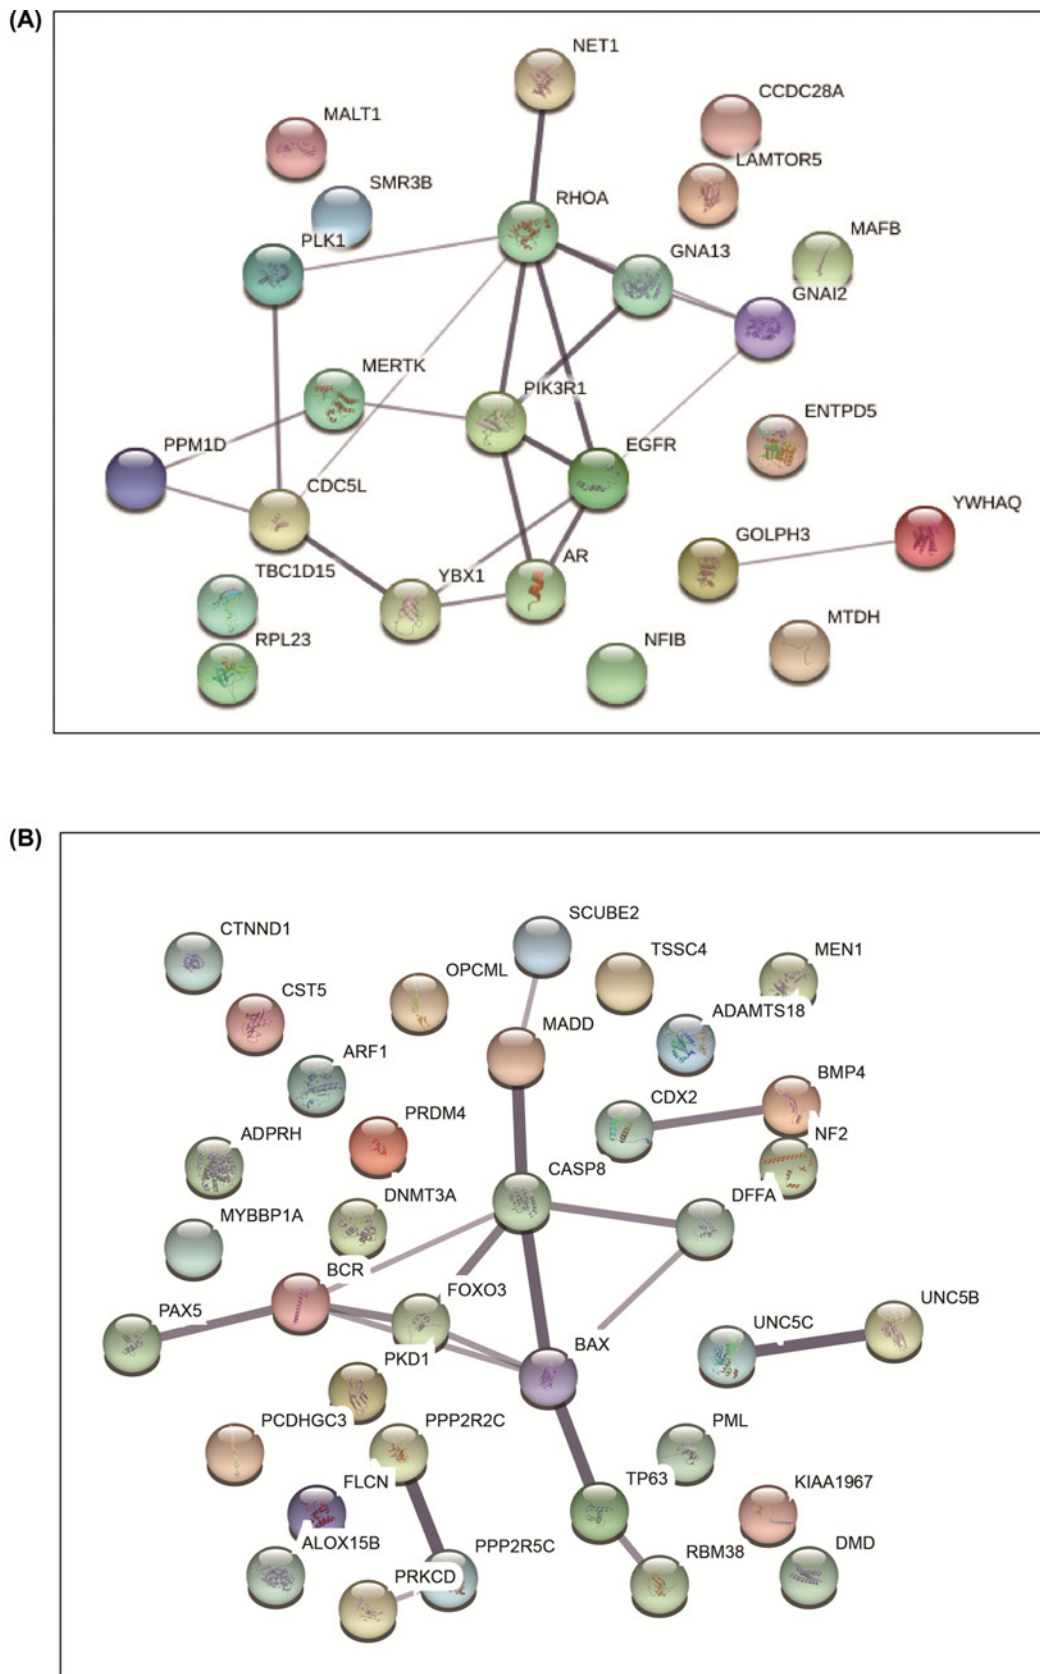 (A)
NET1
CCDC28A
MALT1
LAMTOR5
SMR3B
RHOA
MAFB
PLK1
GNA13
GNAI2
MERTK
PIK3R1
ENTPD5
PPM1D
EGFR
CDC5L
YWHAQ
GOLPH3
TBC1D15
YBX1
AR
MTDH
RPL23
NFIB
(B)
SCUBE2
CTNND1
TSSC4
MEN1
OPCML
CST5
ADAMTS18
MADD
ARF1
BMP4
CDX2
PRDM4
NF2
ADPRH
CASP8
DNMT3A
DFFA
MYBBP1A
BCR
FOXO3
UNC5B
PAX5
UNC5C
BAX
PKD1
PCDHGC3
PPP2R2C
PML
FLCN
TP63
KIAA1967
ALOX15B
PPP2R5C
RBM38
DMD
PRKCD